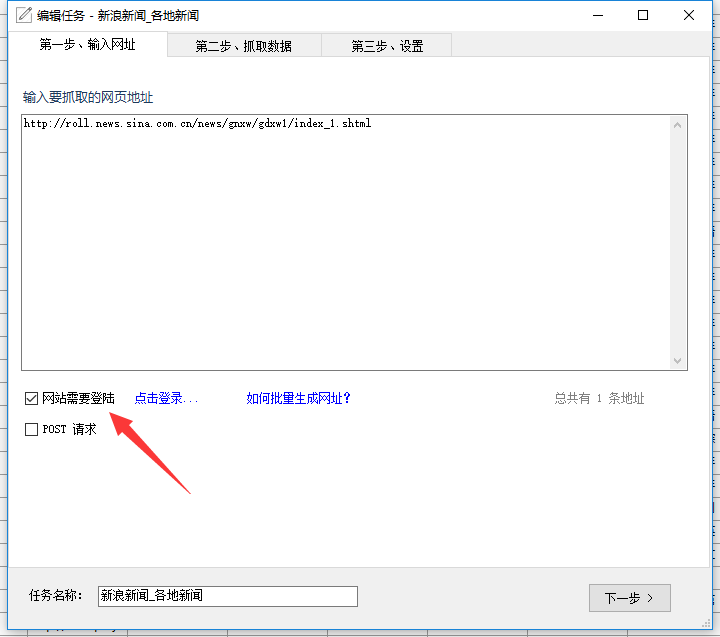 编辑任务 - 新浪新闻_各地新闻
第一步、输入网址 第二步、抓取数据 第三步、设置
输入要抓取的网页地址
http://roll.news.sina.com.cn/news/gnxw/gdxw1/index_1.shtml
网站需要登陆 点击登录... 如何批量生成网址? 总共有 1 条地址
POST 请求
任务名称: 新浪新闻_各地新闻 下一步 >